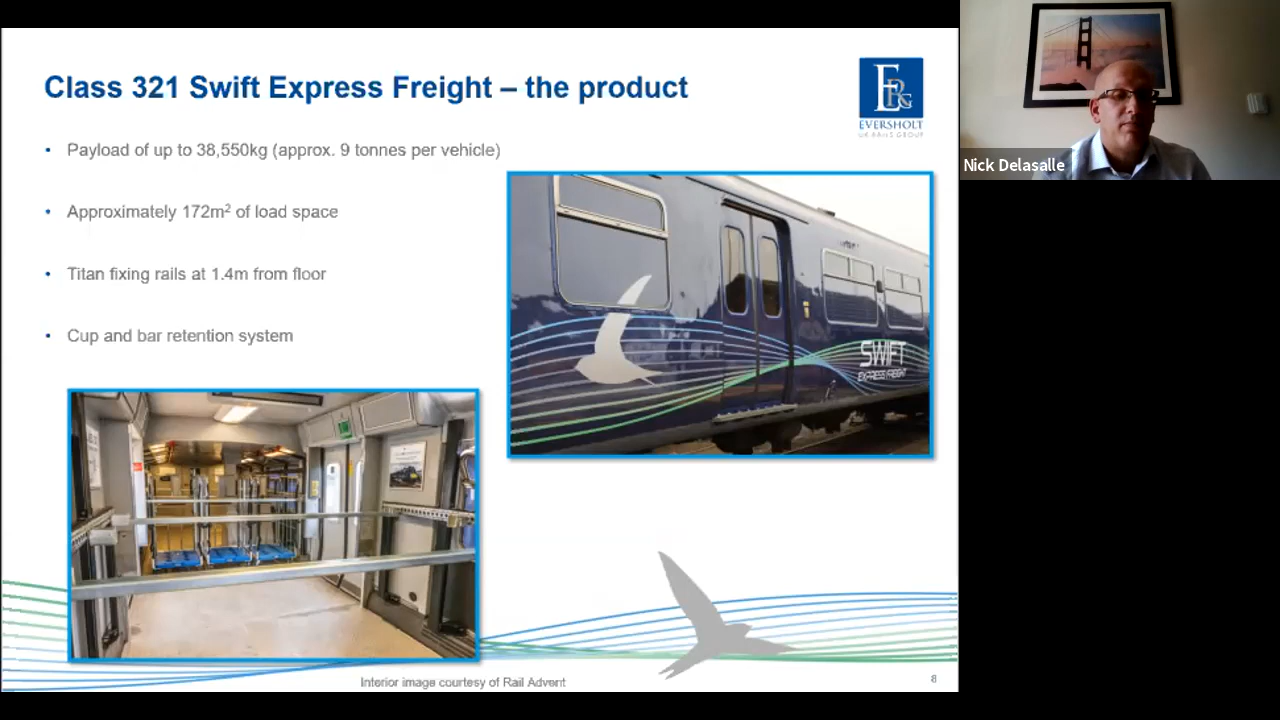 Class 321 Swift Express Freight – the product
EVERSHOLT
UK RAILS GROUP
Nick Delasalle
• Payload of up to 38,550kg (approx. 9 tonnes per vehicle)
• Approximately 172m² of load space
• Titan fixing rails at 1.4m from floor
• Cup and bar retention system
SWIFT
EXPRESS FREIGHT
Interior image courtesy of Rail Advent
8